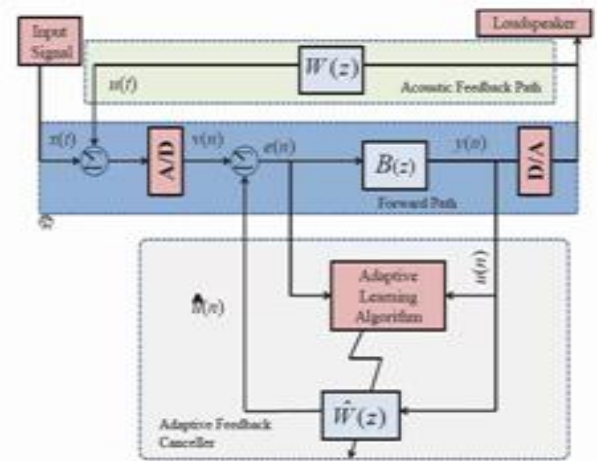 Input
Signal
Loudspeaker
W(z)
u(t)
Acoustic Feedback Path
x(t)
A/D
v(n)
e(n)
B(z)
y(n)
D/A
Forward Path
Adaptive
Learning
Algorithm
u(n)
û(n)
Ŵ(z)
Adaptive Feedback
Canceller